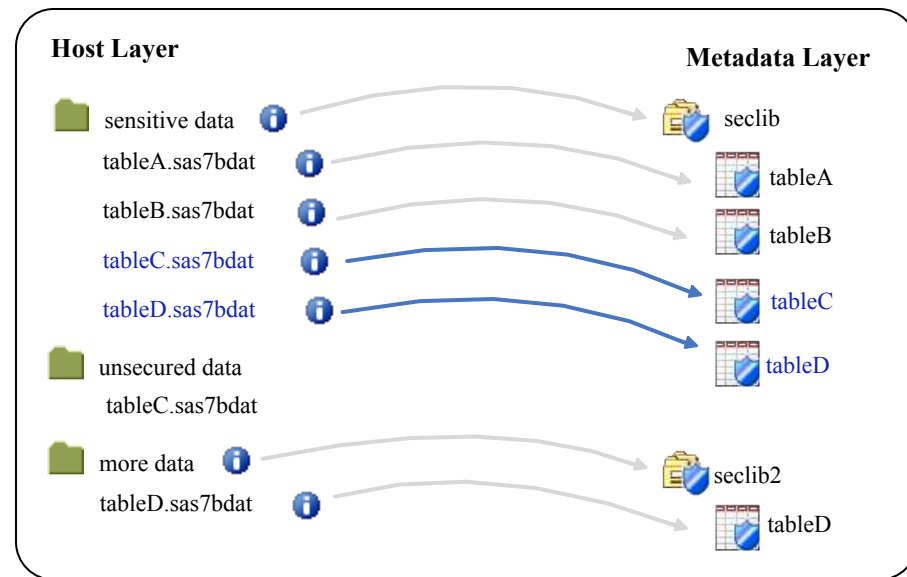 Host Layer
Metadata Layer
sensitive data
seclib
tableA.sas7bdat
tableA
tableB.sas7bdat
tableB
tableC.sas7bdat
tableC
tableD.sas7bdat
tableD
unsecured data
tableC.sas7bdat
more data
seclib2
tableD.sas7bdat
tableD